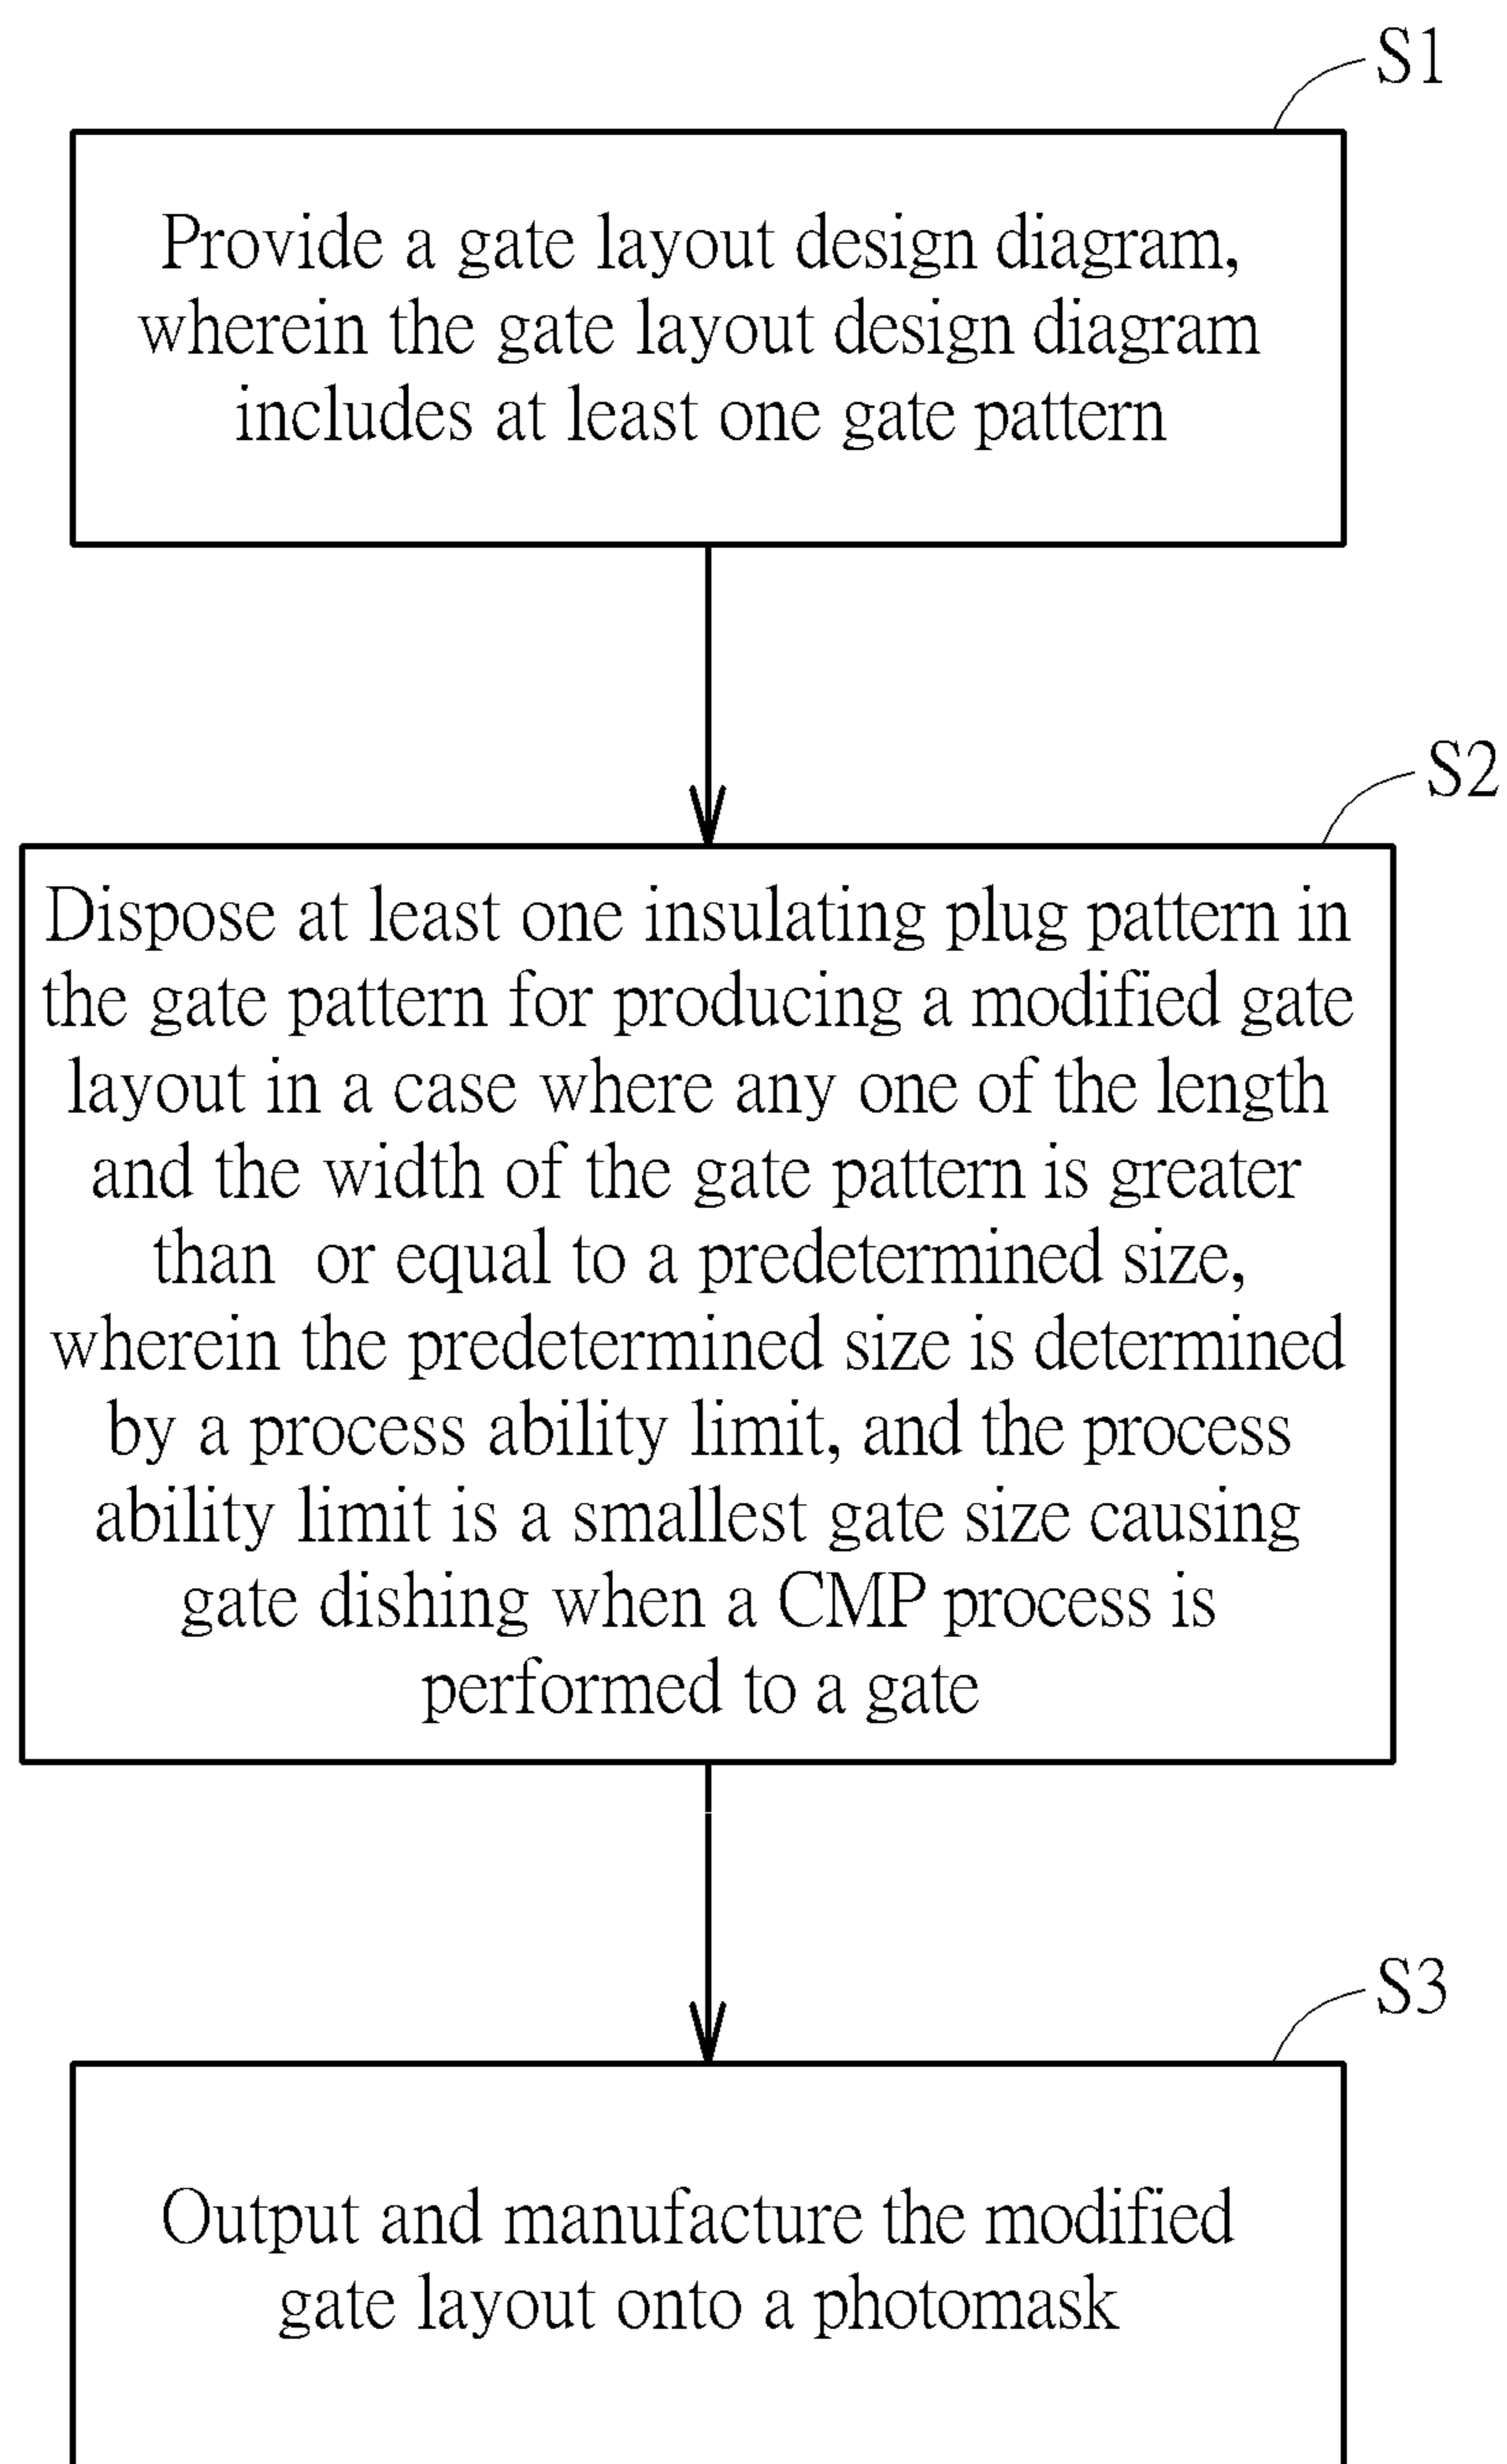 S1
Provide a gate layout design diagram,
wherein the gate layout design diagram
includes at least one gate pattern
S2
Dispose at least one insulating plug pattern in
the gate pattern for producing a modified gate
layout in a case where any one of the length
and the width of the gate pattern is greater
than or equal to a predetermined size,
wherein the predetermined size is determined
by a process ability limit, and the process
ability limit is a smallest gate size causing
gate dishing when a CMP process is
performed to a gate
S3
Output and manufacture the modified
gate layout onto a photomask